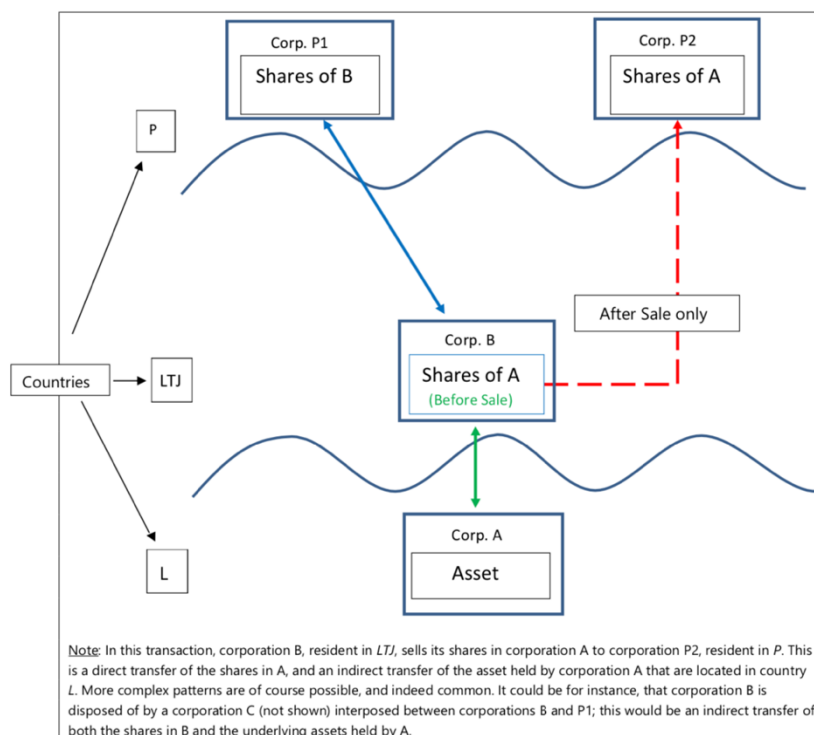 Corp. P1
Shares of B
Corp. P2
Shares of A
P
After Sale only
Corp. B
Shares of A
(Before Sale)
Countries
LTJ
Corp. A
Asset
L
Note: In this transaction, corporation B, resident in LTJ, sells its shares in corporation A to corporation P2, resident in P. This
is a direct transfer of the shares in A, and an indirect transfer of the asset held by corporation A that are located in country
L. More complex patterns are of course possible, and indeed common. It could be for instance, that corporation B is
disposed of by a corporation C (not shown) interposed between corporations B and P1; this would be an indirect transfer of
both the shares in B and the underlying assets held by A.